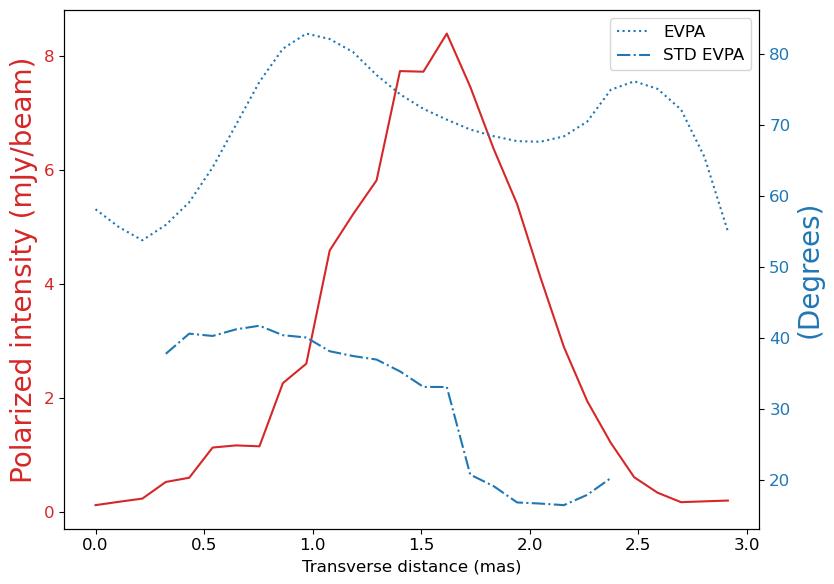 Polarized intensity (mJy/beam)
8
6
4
2
0
EVPA
STD EVPA
80
70
60
50
40
30
20
(Degrees)
0.0 0.5 1.0 1.5 2.0 2.5 3.0
Transverse distance (mas)